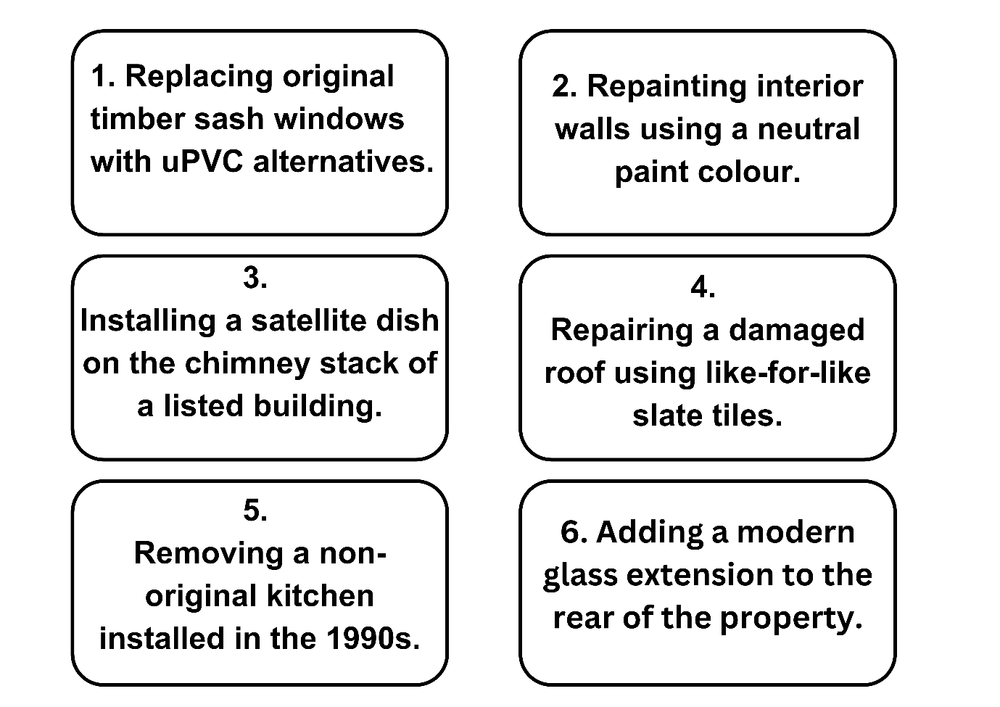 1. Replacing original
timber sash windows
with uPVC alternatives.
2. Repainting interior
walls using a neutral
paint colour.
3.
Installing a satellite dish
on the chimney stack of
a listed building.
4.
Repairing a damaged
roof using like-for-like
slate tiles.
5.
Removing a non-
original kitchen
installed in the 1990s.
6. Adding a modern
glass extension to the
rear of the property.